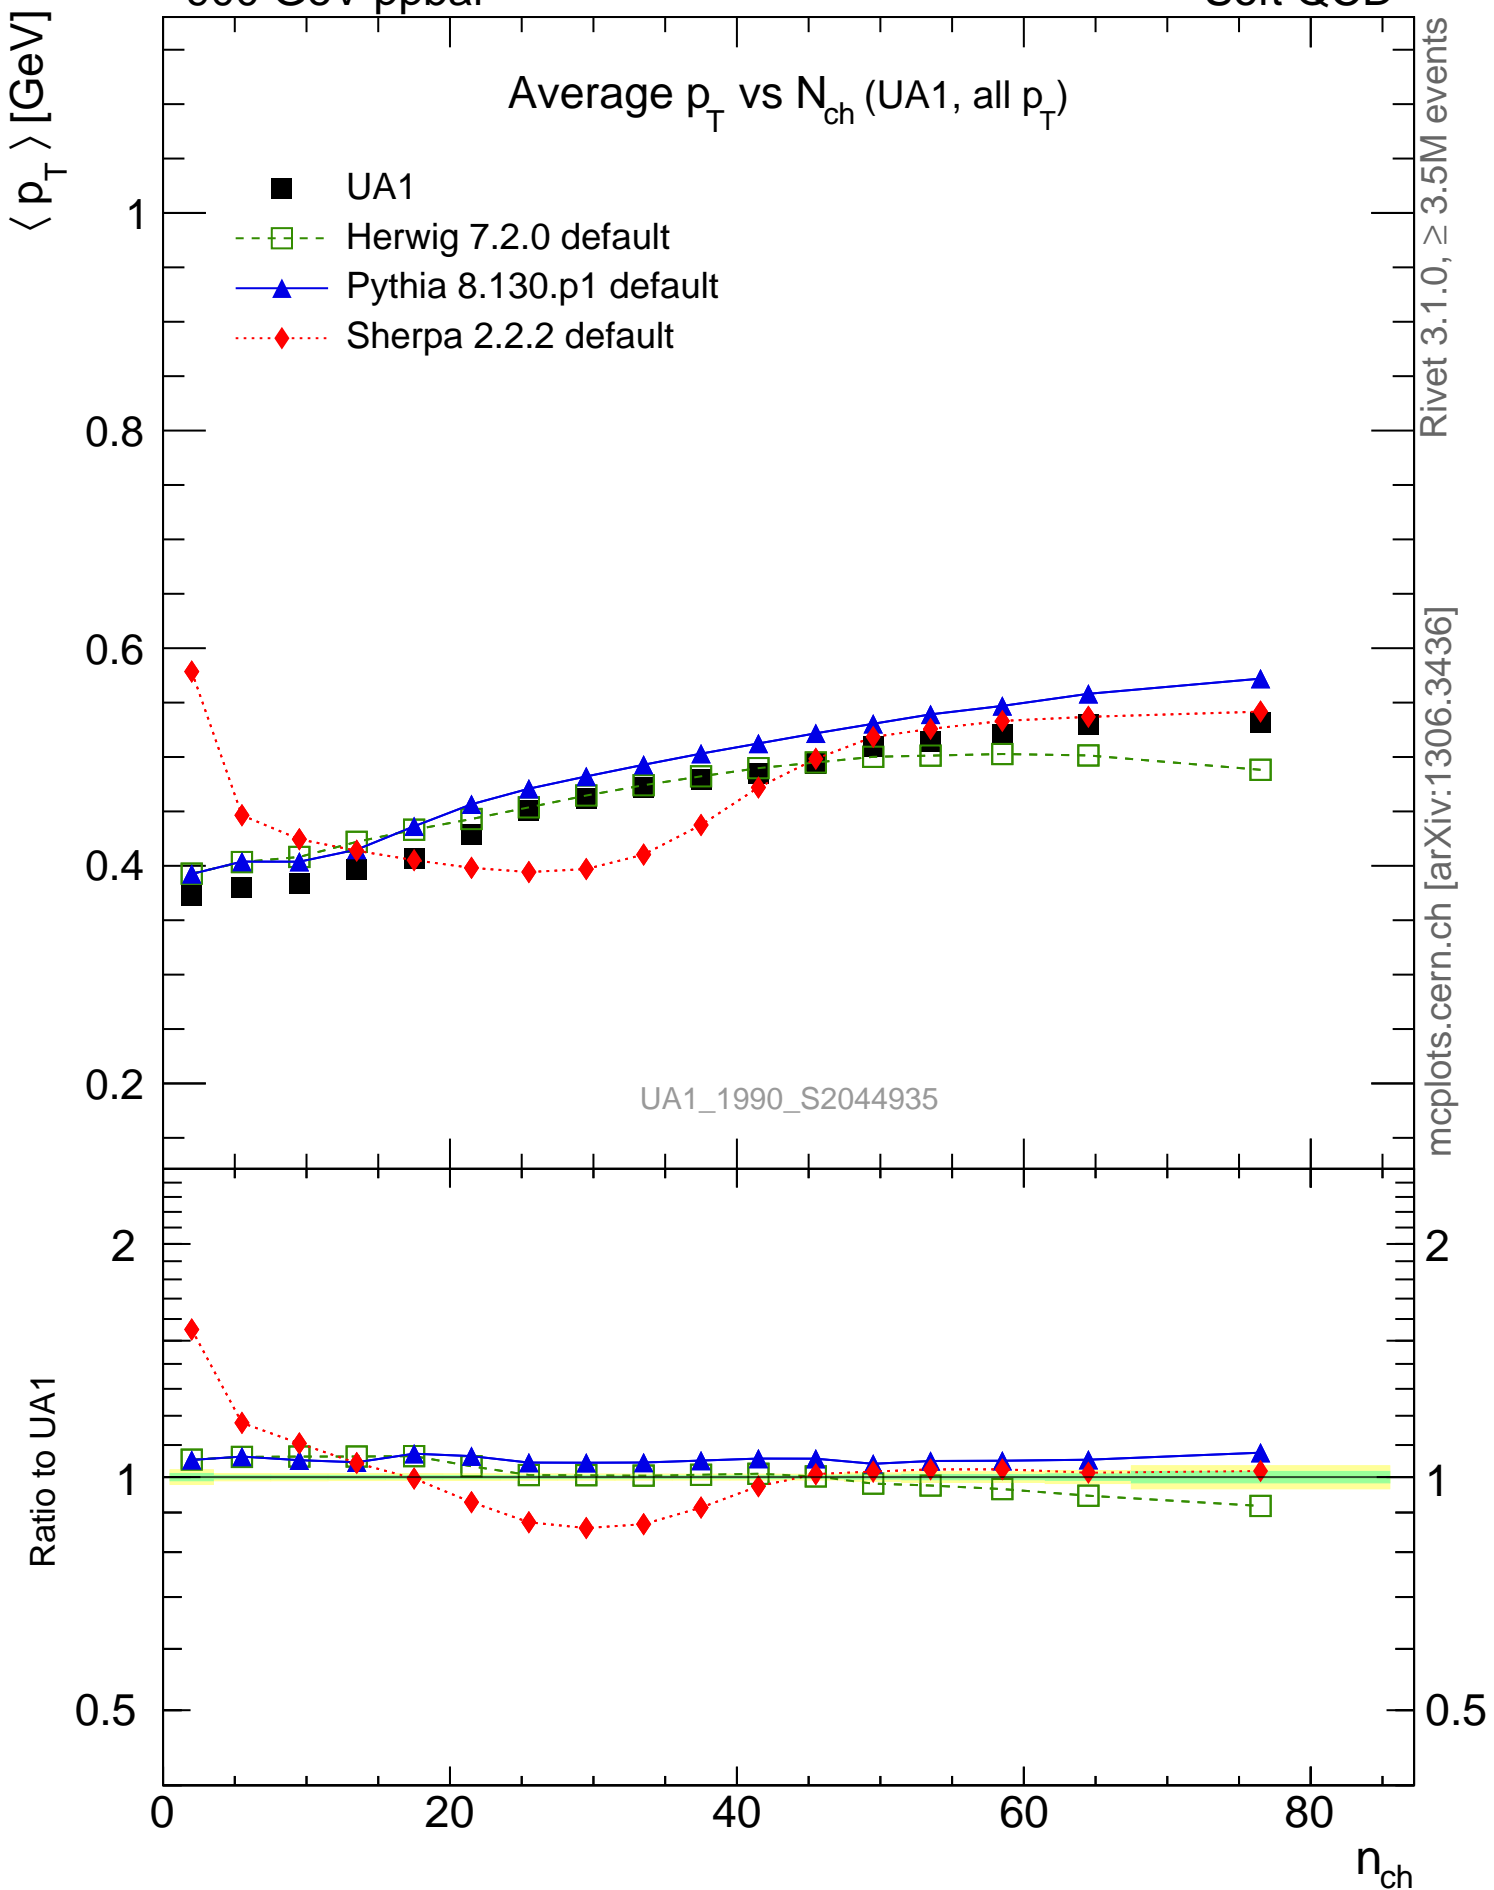 ⟨ p_T ⟩ [GeV]
Average p_T vs N_ch (UA1, all p_T)
UA1
Herwig 7.2.0 default
Pythia 8.130.p1 default
Sherpa 2.2.2 default
1
0.8
0.6
0.4
0.2
UA1_1990_S2044935
Rivet 3.1.0, ≥ 3.5M events
mcplots.cern.ch [arXiv:1306.3436]
Ratio to UA1
2
1
0.5
2
1
0.5
0 20 40 60 80
n_ch